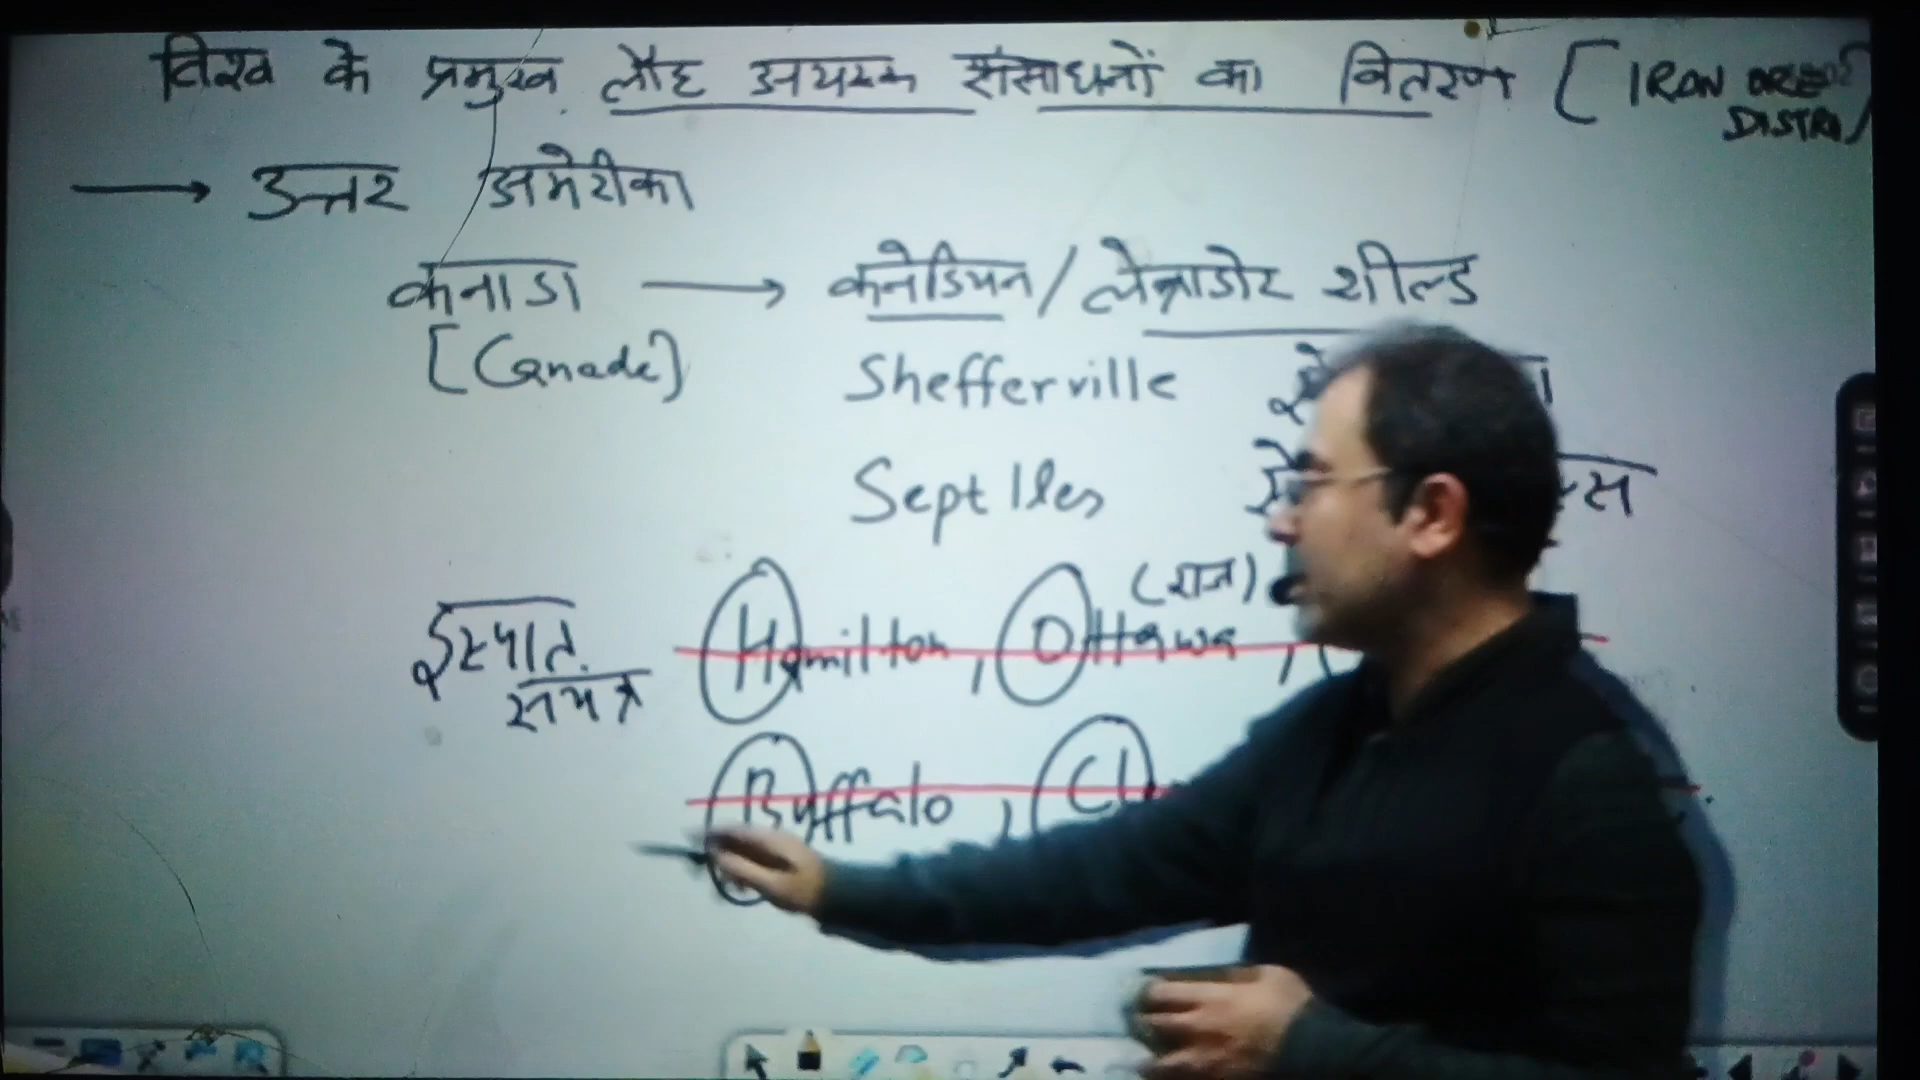 विश्व के प्रमुख लौह अयस्क संसाधनों का वितरण [IRON ORE
DISTRI
→ उत्तर अमेरीका
कनाडा → कनेडियन / लेब्राडोर शील्ड
[Canada]
Shefferville
Sept Iles
(राज)
इस्पात Hamilton, Ottawa,
संयंत्र
Buffalo, Cl